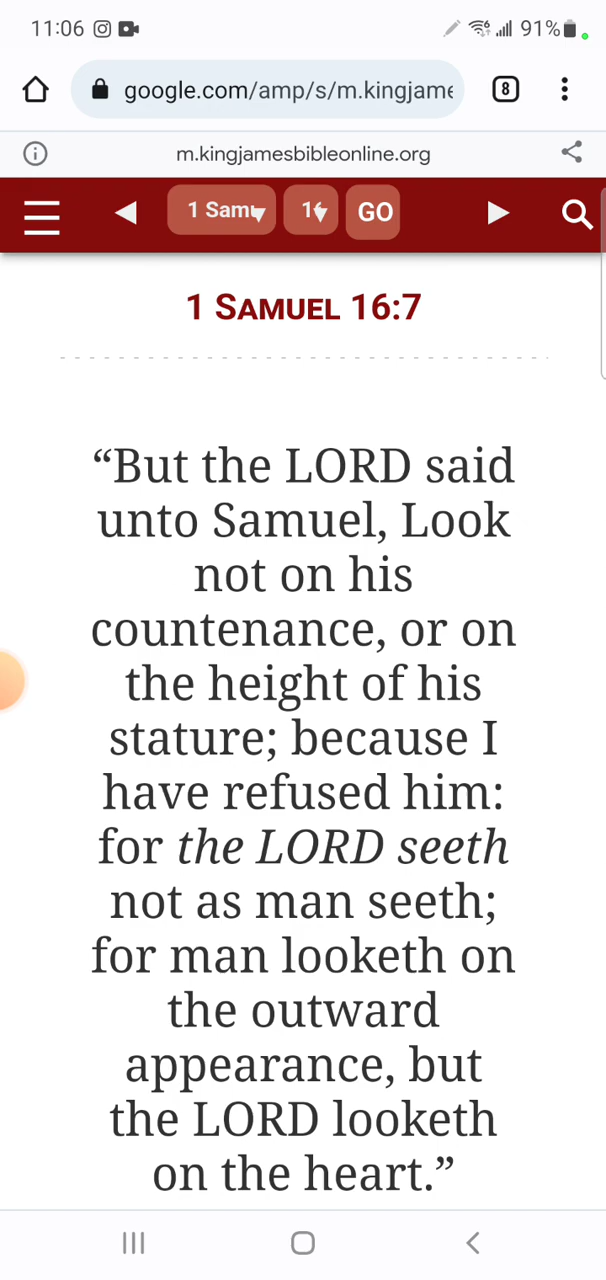 11:06 91%
google.com/amp/s/m.kingjame 8
m.kingjamesbibleonline.org
1 Samu GO
1 SAMUEL 16:7
“But the LORD said
unto Samuel, Look
not on his
countenance, or on
the height of his
stature; because I
have refused him:
for the LORD seeth
not as man seeth;
for man looketh on
the outward
appearance, but
the LORD looketh
on the heart.”